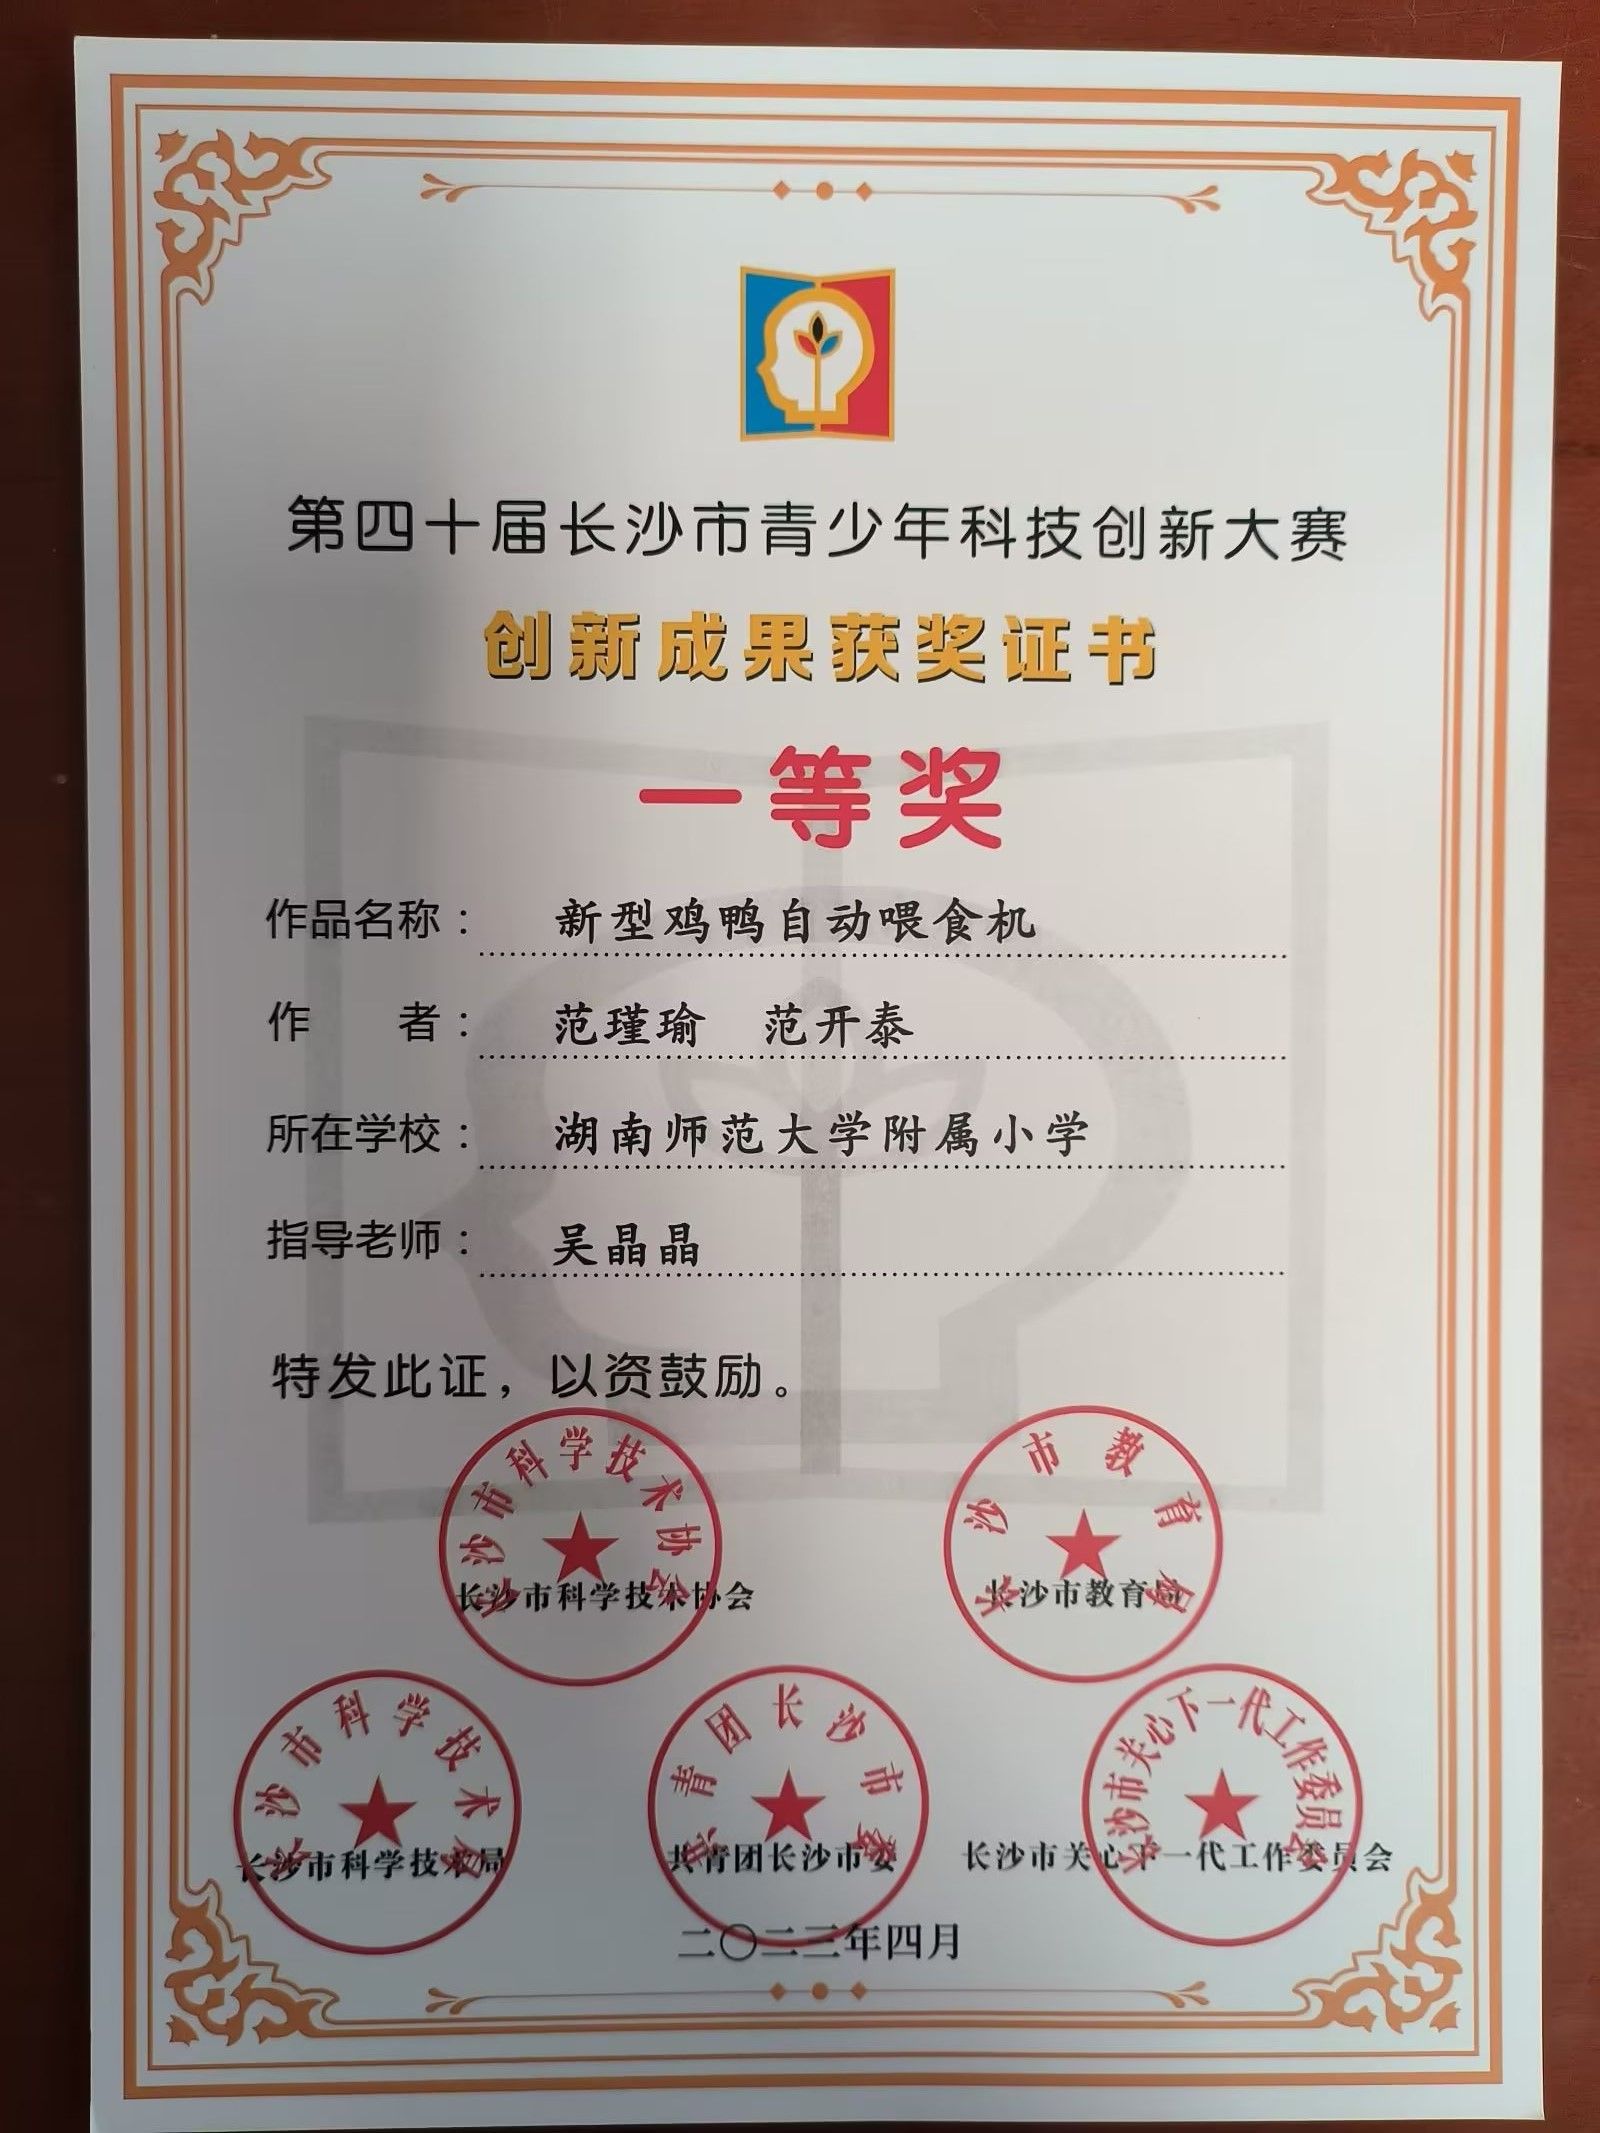 第四十届长沙市青少年科技创新大赛
创新成果获奖证书
一等奖
作品名称： 新型鸡鸭自动喂食机
作 者： 范瑾瑜 范开泰
所在学校： 湖南师范大学附属小学
指导老师： 吴晶晶
特发此证，以资鼓励。
长沙市科学技术协会
长沙市教育局
长沙市科学技术协会 长沙市教育局
长沙市科学技术局
共青团长沙市委
长沙市关心下一代工作委员会
长沙市科学技术局 共青团长沙市委 长沙市关心下一代工作委员会
二〇二三年四月